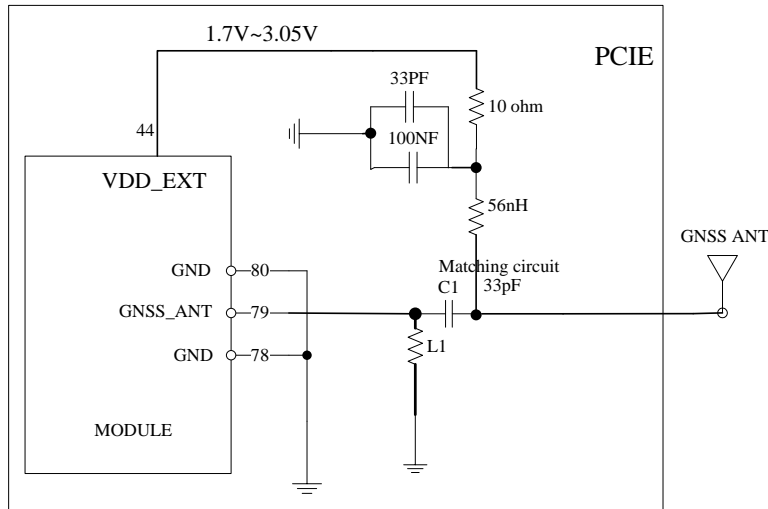 1.7V~3.05V
PCIE
33PF
10 ohm
44
100NF
VDD_EXT
56nH
GNSS ANT
GND
80
Matching circuit
C1
33pF
GNSS_ANT
79
L1
GND
78
MODULE